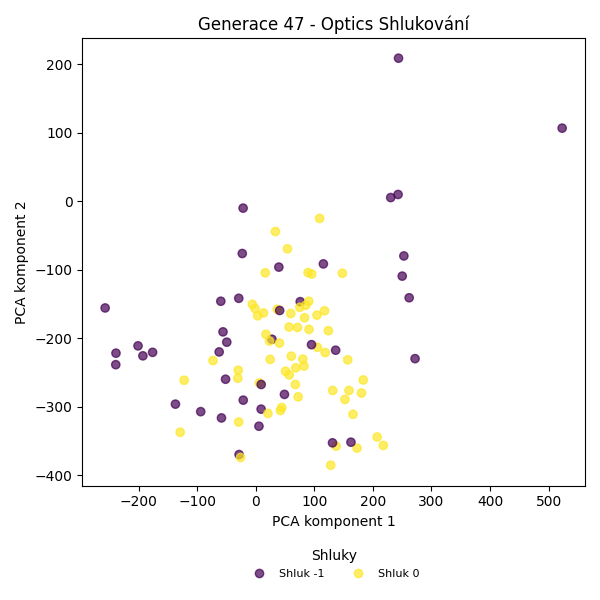 Generace 47 - Optics Shlukování
PCA komponent 2
200
100
0
−100
−200
−300
−400
−200 −100 0 100 200 300 400 500
PCA komponent 1
Shluky
Shluk -1 Shluk 0